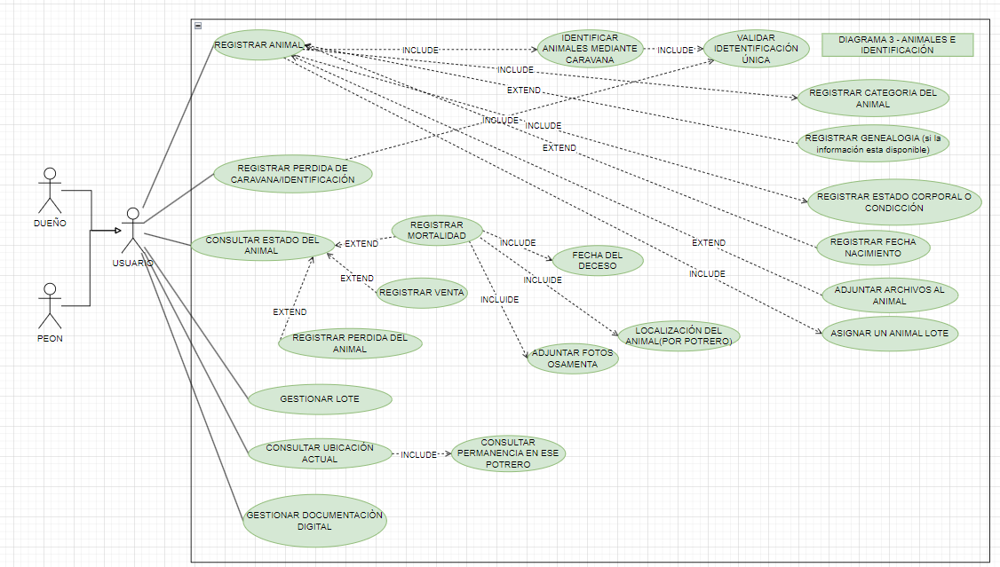 REGISTRAR ANIMAL
INCLUDE
IDENTIFICAR
ANIMALES MEDIANTE
CARAVANA
INCLUDE
VALIDAR
IDETENTIFICACIÓN
ÚNICA
DIAGRAMA 3 - ANIMALES E
IDENTIFICACIÓN
INCLUDE
EXTEND
REGISTRAR CATEGORIA DEL
ANIMAL
INCLUDE
INCLUDE
EXTEND
REGISTRAR GENEALOGIA (si la
información esta disponible)
REGISTRAR PERDIDA DE
CARAVANA/IDENTIFICACIÓN
REGISTRAR ESTADO CORPORAL O
CONDICCIÓN
DUEÑO
USUARIO
PEON
CONSULTAR ESTADO DEL
ANIMAL
EXTEND
REGISTRAR
MORTALIDAD
INCLUDE
FECHA DEL
DECESO
EXTEND
REGISTRAR FECHA
NACIMIENTO
EXTEND
REGISTRAR VENTA
INCLUIDE
INCLUDE
INCLUIDE
ADJUNTAR ARCHIVOS AL
ANIMAL
EXTEND
REGISTRAR PERDIDA DEL
ANIMAL
LOCALIZACIÓN DEL
ANIMAL(POR POTRERO)
ASIGNAR UN ANIMAL LOTE
ADJUNTAR FOTOS
OSAMENTA
GESTIONAR LOTE
CONSULTAR UBICACIÓN
ACTUAL
INCLUDE
CONSULTAR
PERMANENCIA EN ESE
POTRERO
GESTIONAR DOCUMENTACIÓN
DIGITAL